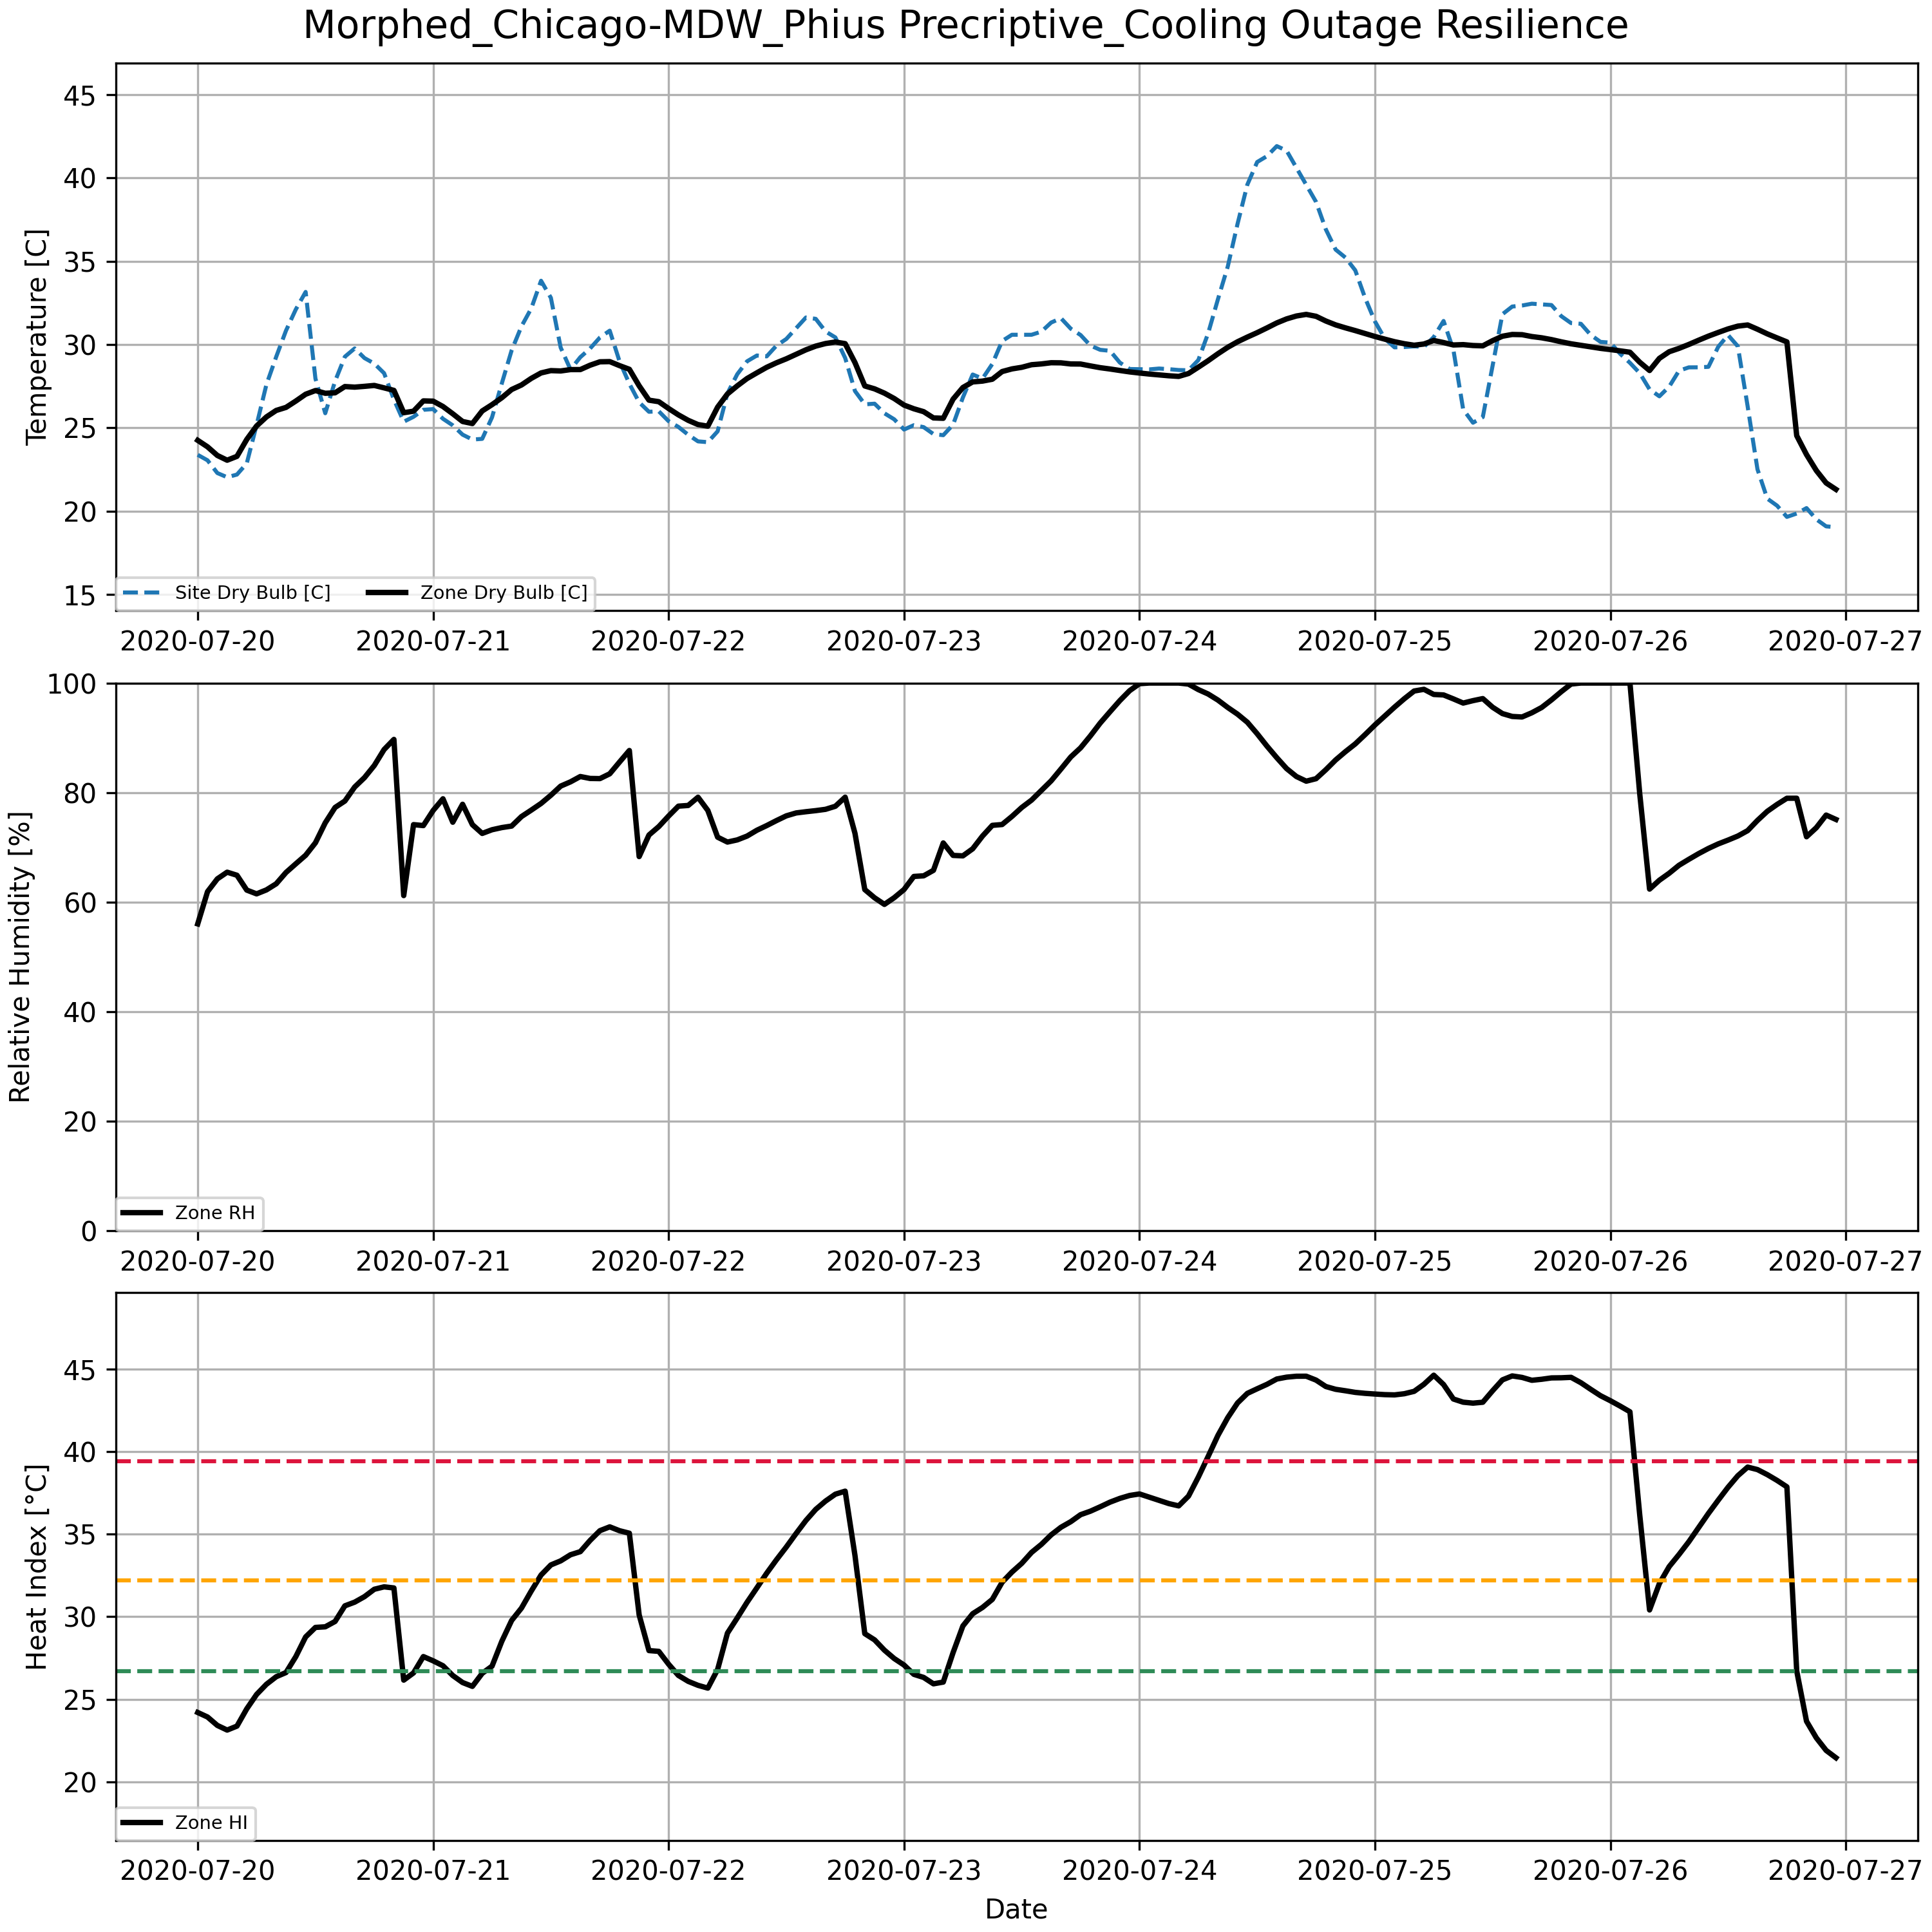 Morphed_Chicago-MDW_Phius Precriptive_Cooling Outage Resilience
45
40
35
30
25
20
15
Temperature [C]
Site Dry Bulb [C] Zone Dry Bulb [C]
2020-07-20 2020-07-21 2020-07-22 2020-07-23 2020-07-24 2020-07-25 2020-07-26 2020-07-27
100
80
60
40
20
0
Relative Humidity [%]
Zone RH
2020-07-20 2020-07-21 2020-07-22 2020-07-23 2020-07-24 2020-07-25 2020-07-26 2020-07-27
45
40
35
30
25
20
Heat Index [°C]
Zone HI
2020-07-20 2020-07-21 2020-07-22 2020-07-23 2020-07-24 2020-07-25 2020-07-26 2020-07-27
Date